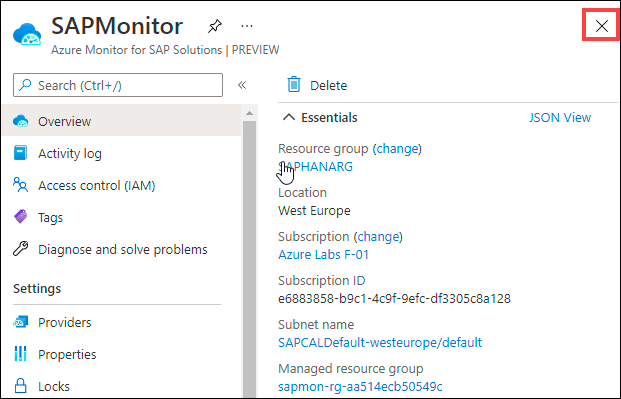 SAPMonitor
...
Azure Monitor for SAP Solutions | PREVIEW
Search (Ctrl+/)
«
Overview
Activity log
Access control (IAM)
Tags
Diagnose and solve problems
Settings
Providers
Properties
Locks
Delete
Essentials
JSON View
Resource group (change)
SAPHANARG
Location
West Europe
Subscription (change)
Azure Labs F-01
Subscription ID
e6883858-b9c1-4c9f-9efc-df3305c8a128
Subnet name
SAPCALDefault-westeurope/default
Managed resource group
sapmon-rg-aa514ecb50549c